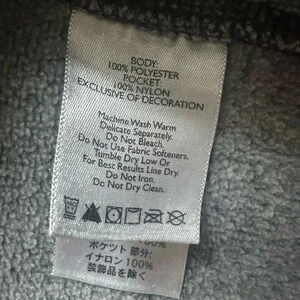 BODY:
100% POLYESTER
POCKET:
100% NYLON
EXCLUSIVE OF DECORATION
Machine Wash Warm
Delicate Separately.
Do Not Bleach.
Do Not Use Fabric Softeners.
Tumble Dry Low Or
For Best Results Line Dry.
Do Not Iron.
Do Not Dry Clean.
100%
ポケツト 部分:
イナロン 100%
装飾品を除く